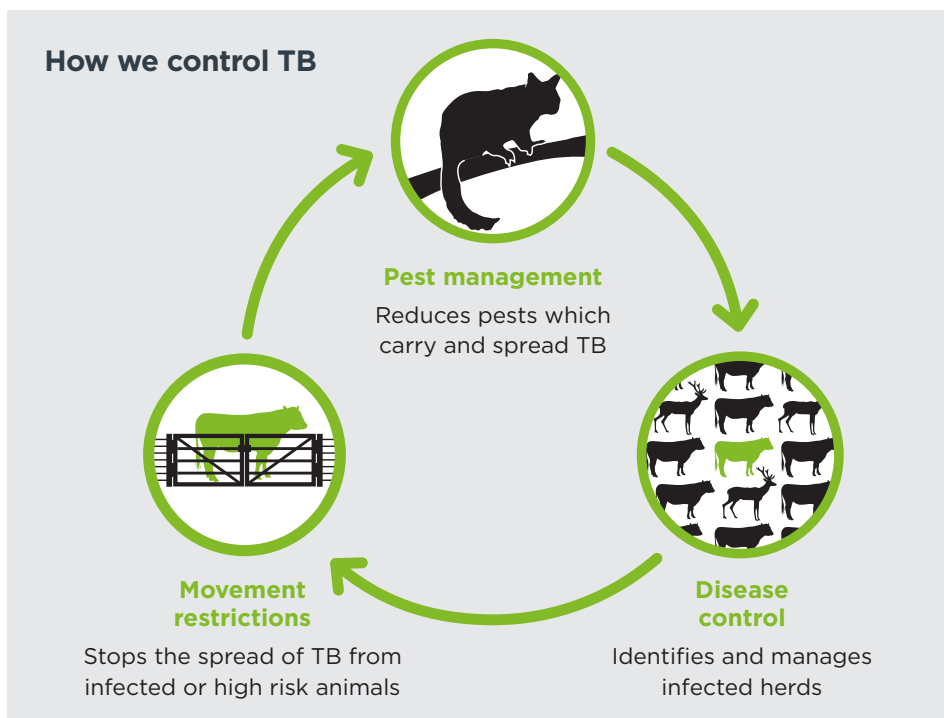 How we control TB
Pest management
Reduces pests which
carry and spread TB
Movement
restrictions
Stops the spread of TB from
infected or high risk animals
Disease
control
Identifies and manages
infected herds